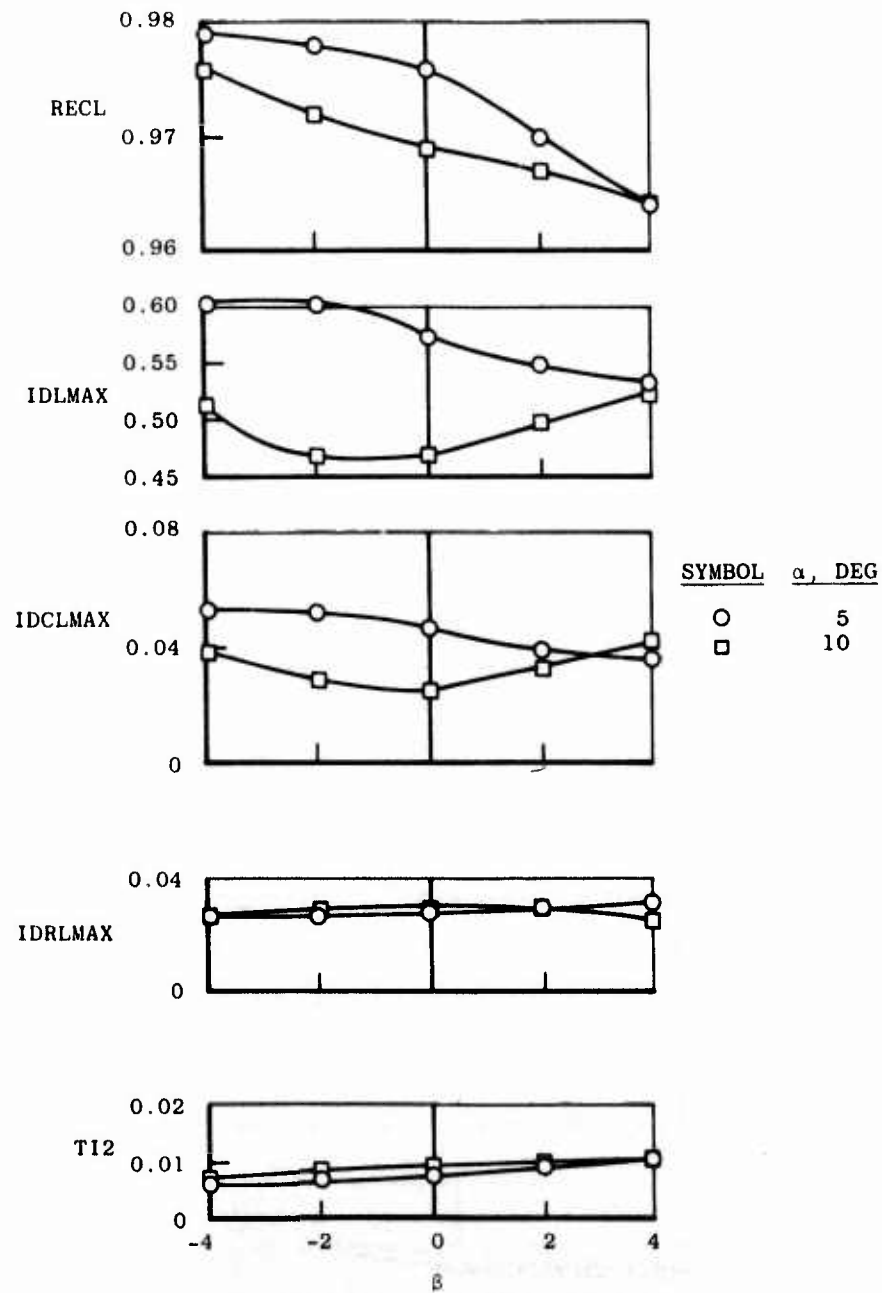 0.98
RECL
0.97
0.96
0.60
0.55
IDLMAX
0.50
0.45
0.08
IDCLMAX
0.04
0
SYMBOL α, DEG
○ 5
□ 10
0.04
IDRLMAX
0
0.02
TI2
0.01
0
-4 -2 0 2 4
β